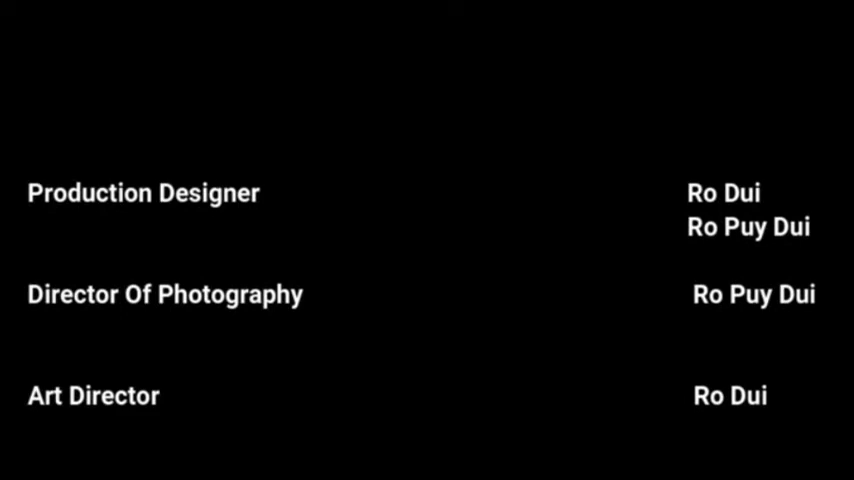 Production Designer Ro Dui
Ro Puy Dui
Director Of Photography Ro Puy Dui
Art Director Ro Dui